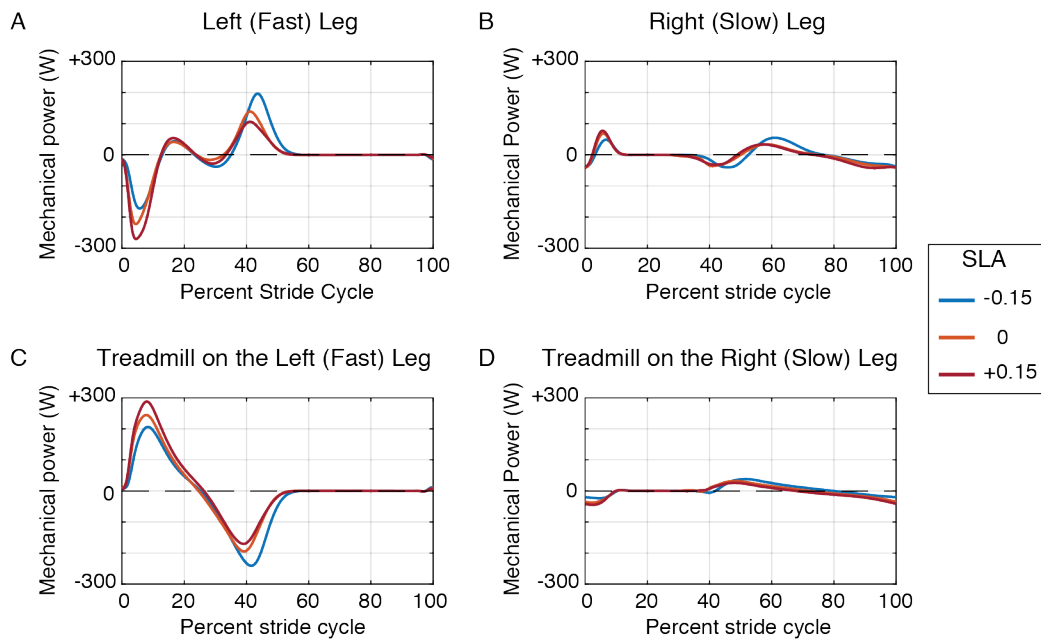 A
Left (Fast) Leg
Mechanical power (W)
+300
0
-300
0 20 40 60 80 100
Percent Stride Cycle
B
Right (Slow) Leg
Mechanical Power (W)
+300
0
-300
0 20 40 60 80 100
Percent stride cycle
SLA
-0.15
0
+0.15
C
Treadmill on the Left (Fast) Leg
Mechanical power (W)
+300
0
-300
0 20 40 60 80 100
Percent stride cycle
D
Treadmill on the Right (Slow) Leg
Mechanical Power (W)
+300
0
-300
0 20 40 60 80 100
Percent stride cycle